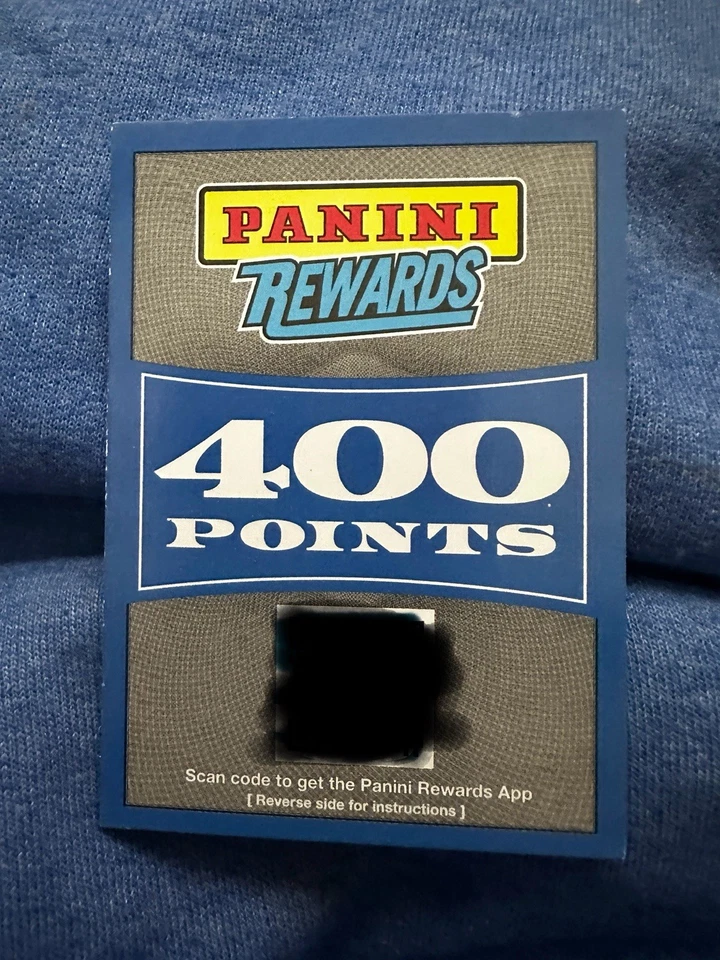 PANINI
REWARDS
400
POINTS
Scan code to get the Panini Rewards App
[ Reverse side for instructions ]